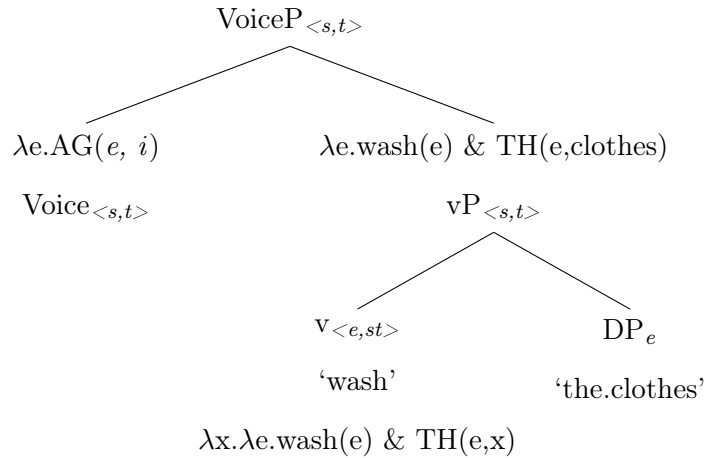 VoiceP<s,t>
λe.AG(e, i) λe.wash(e) & TH(e,clothes)
Voice<s,t> vP<s,t>
v<e,st> DPe
‘wash’ ‘the.clothes’
λx.λe.wash(e) & TH(e,x)